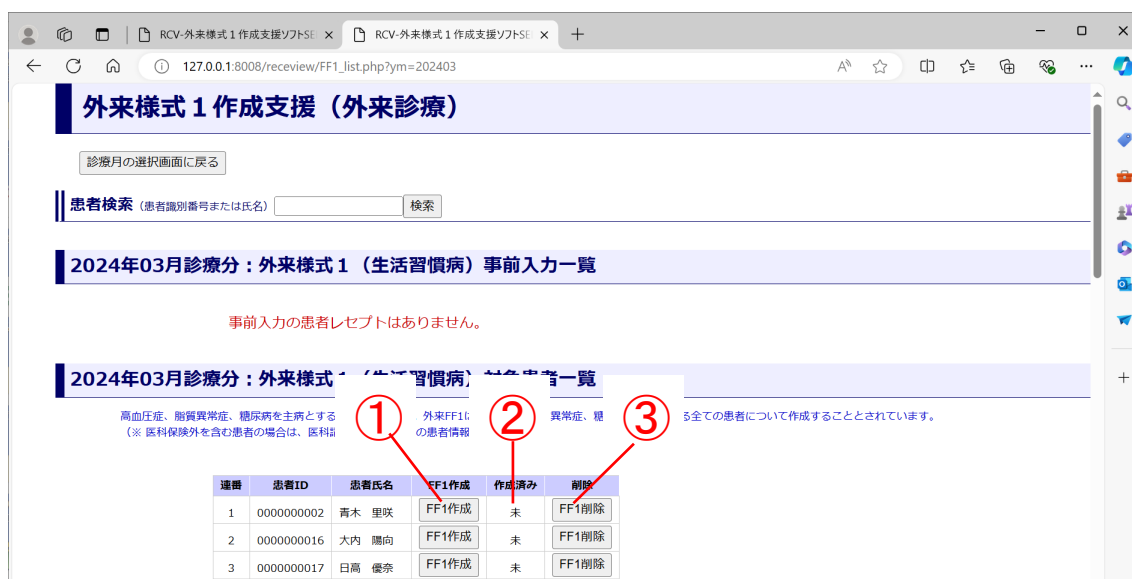 RCV-外来様式１作成支援ソフトSE
RCV-外来様式１作成支援ソフトSE
127.0.0.1:8008/receview/FF1_list.php?ym=202403
外来様式１作成支援（外来診療）
診療月の選択画面に戻る
患者検索（患者識別番号または氏名） 検索
2024年03月診療分：外来様式１（生活習慣病）事前入力一覧
事前入力の患者レセプトはありません。
2024年03月診療分：外来様式１（生活習慣病）対象患者一覧
高血圧症、脂質異常症、糖尿病を主病とする 外来FF1 異常症、糖 る全ての患者について作成することとされています。
（※ 医科保険外を含む患者の場合は、医科 の患者情報
① ② ③
連番 患者ID 患者氏名 FF1作成 作成済み 削除
1 0000000002 青木 里咲 FF1作成 未 FF1削除
2 0000000016 大内 陽向 FF1作成 未 FF1削除
3 0000000017 日高 優奈 FF1作成 未 FF1削除